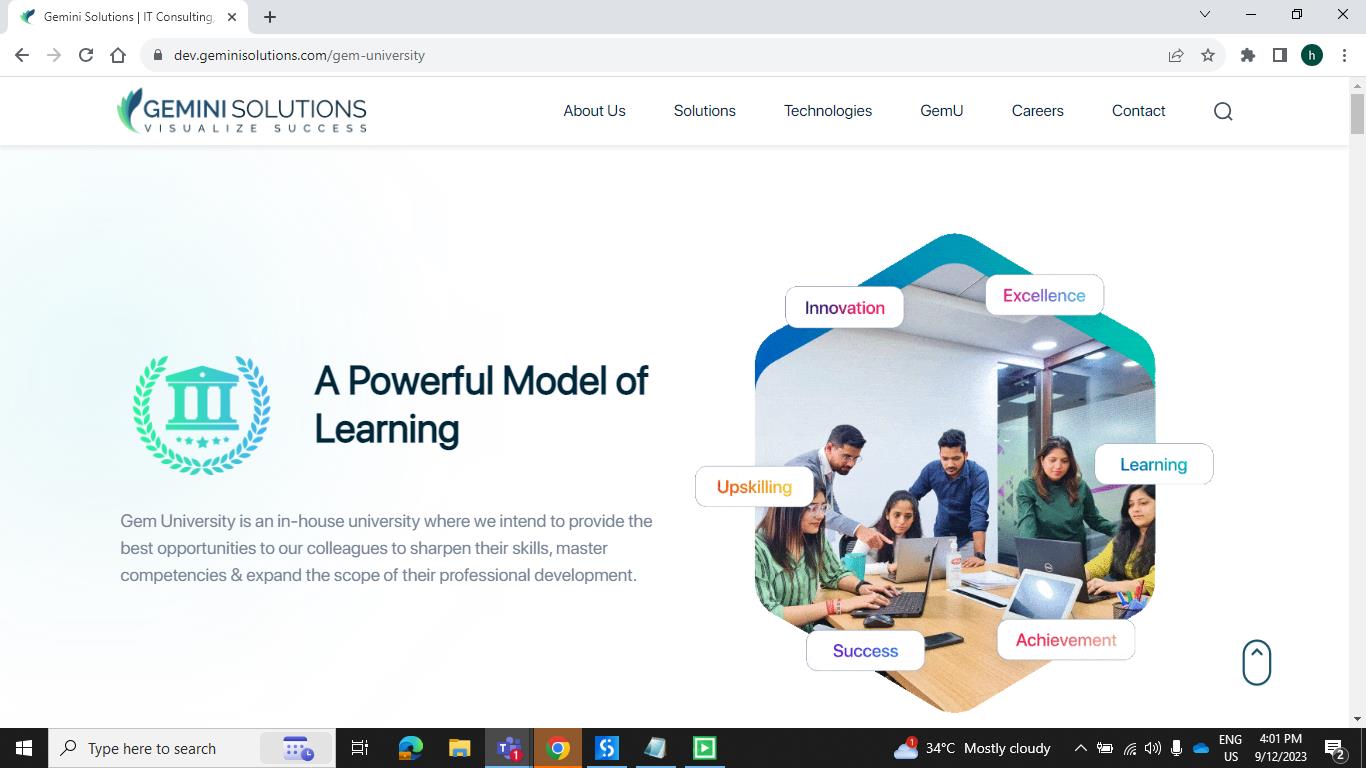 Gemini Solutions | IT Consulting,
dev.geminisolutions.com/gem-university
h
GEMINI SOLUTIONS
VISUALIZE SUCCESS
About Us
Solutions
Technologies
GemU
Careers
Contact
Innovation
Excellence
A Powerful Model of
Learning
Learning
Upskilling
Gem University is an in-house university where we intend to provide the
best opportunities to our colleagues to sharpen their skills, master
competencies & expand the scope of their professional development.
Success
Achievement
Type here to search
1
1
34°C Mostly cloudy
ENG
US
4:01 PM
9/12/2023
2